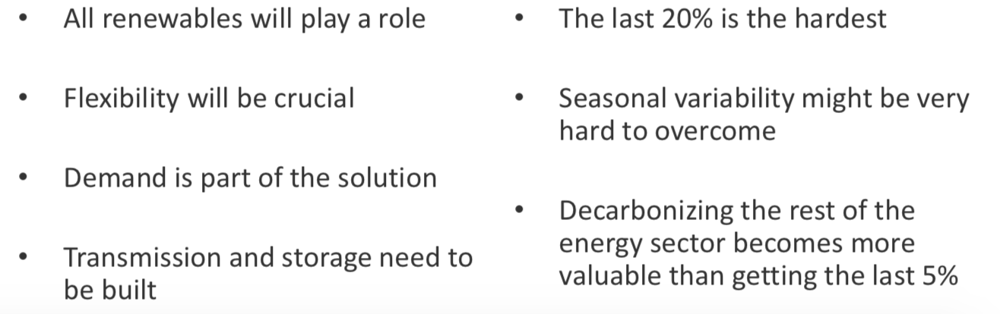 • All renewables will play a role
• Flexibility will be crucial
• Demand is part of the solution
• Transmission and storage need to
be built
• The last 20% is the hardest
• Seasonal variability might be very
hard to overcome
• Decarbonizing the rest of the
energy sector becomes more
valuable than getting the last 5%